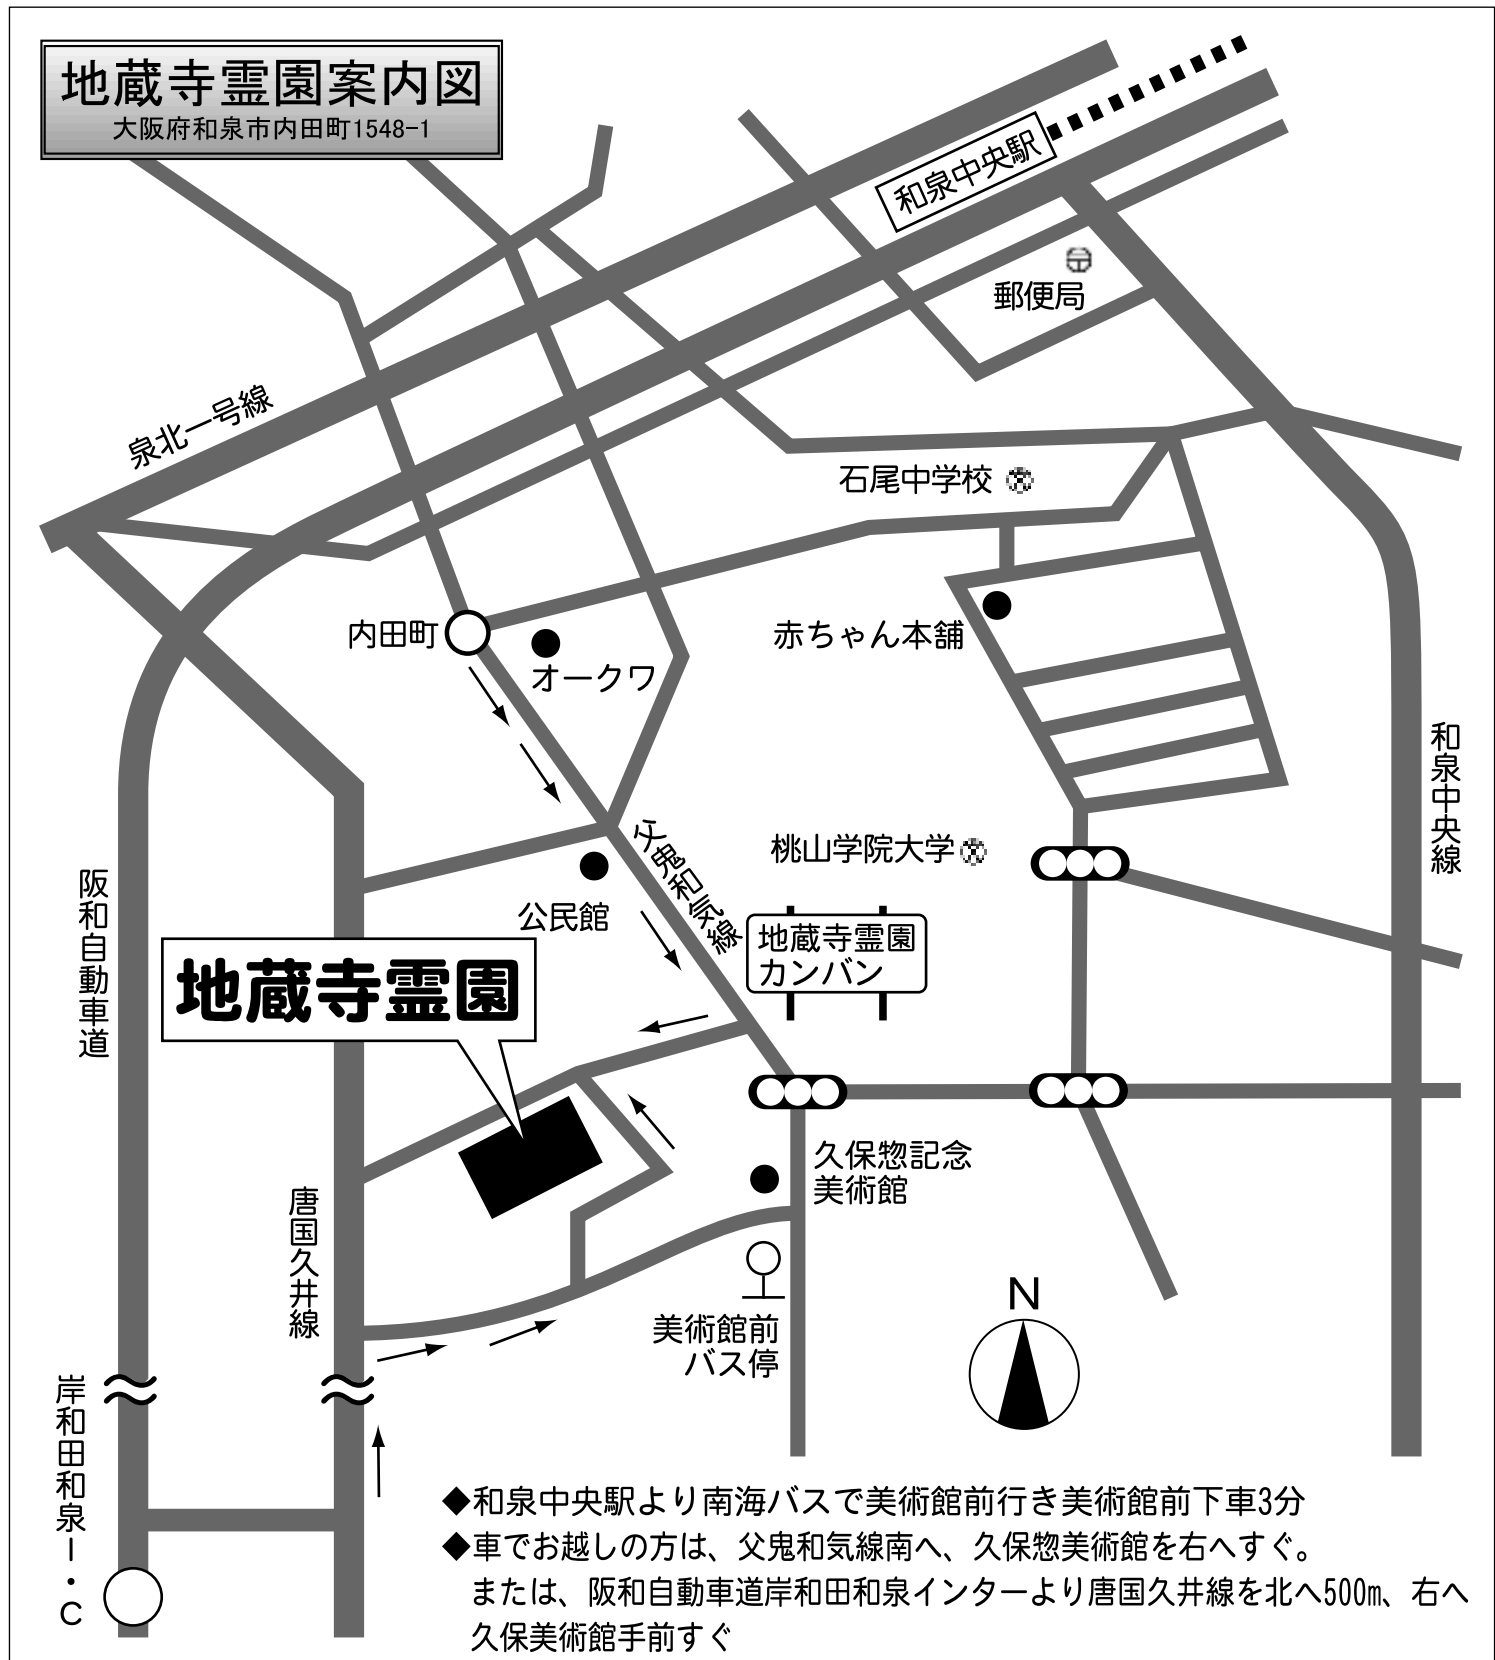 地蔵寺霊園案内図
大阪府和泉市内田町1548-1
和泉中央駅
郵便局
泉北一号線
石尾中学校
内田町
オークワ
赤ちゃん本舗
和泉中央線
父鬼和気線
桃山学院大学
公民館
阪和自動車道
地蔵寺霊園
カンバン
地蔵寺霊園
久保惣記念
美術館
唐国久井線
美術館前
バス停
N
岸和田和泉I・C
◆和泉中央駅より南海バスで美術館前行き美術館前下車3分
◆車でお越しの方は、父鬼和気線南へ、久保惣美術館を右へすぐ。
または、阪和自動車道岸和田和泉インターより唐国久井線を北へ500m、右へ
久保美術館手前すぐ